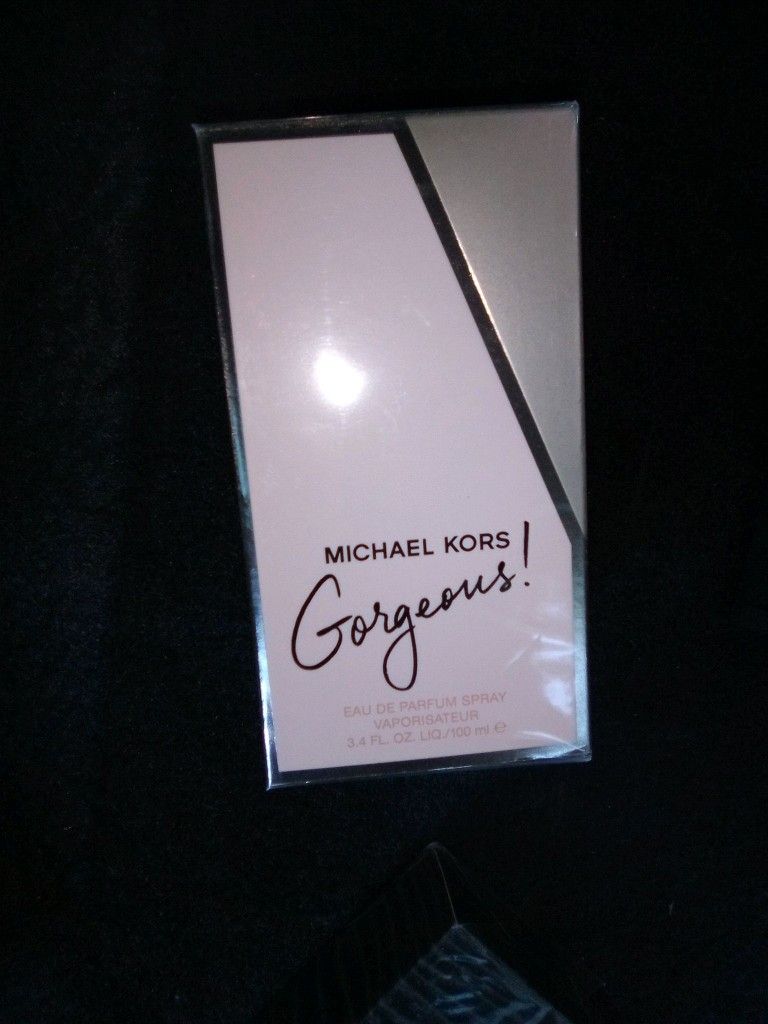 MICHAEL KORS
Gorgeous!
EAU DE PARFUM SPRAY
VAPORISATEUR
3.4 FL. OZ. LIQ./100 ml ℮